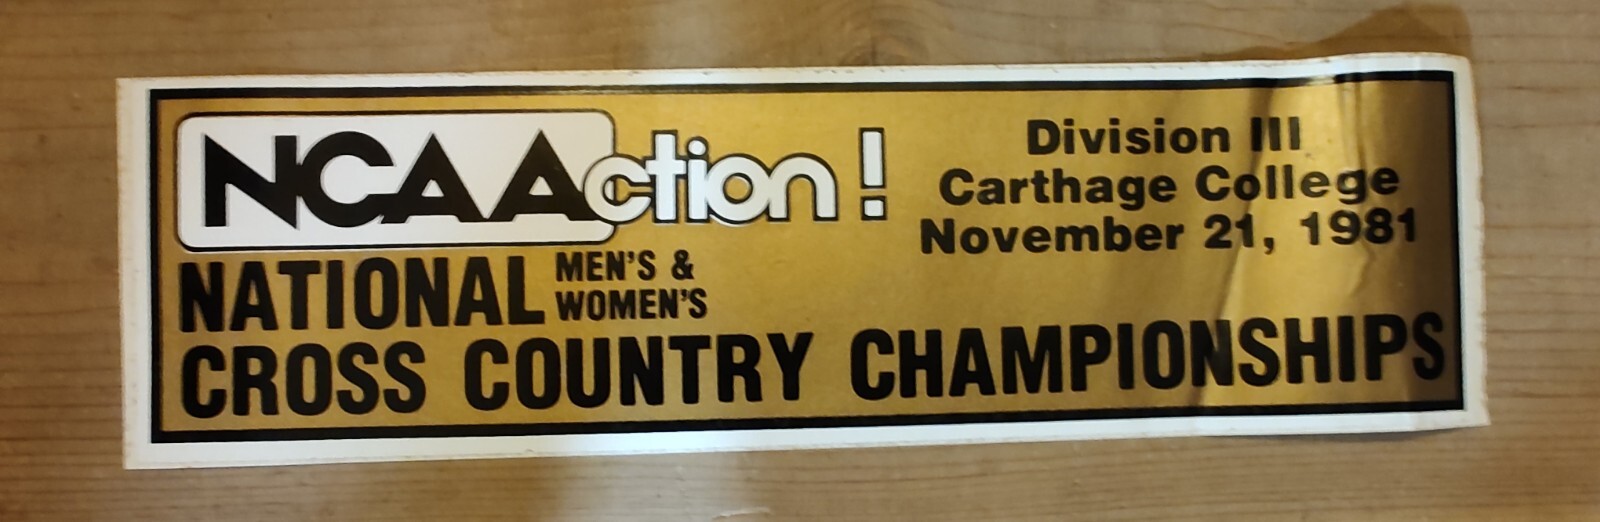 NCAAction!
Division III
Carthage College
November 21, 1981
NATIONAL MEN'S & WOMEN'S
CROSS COUNTRY CHAMPIONSHIPS